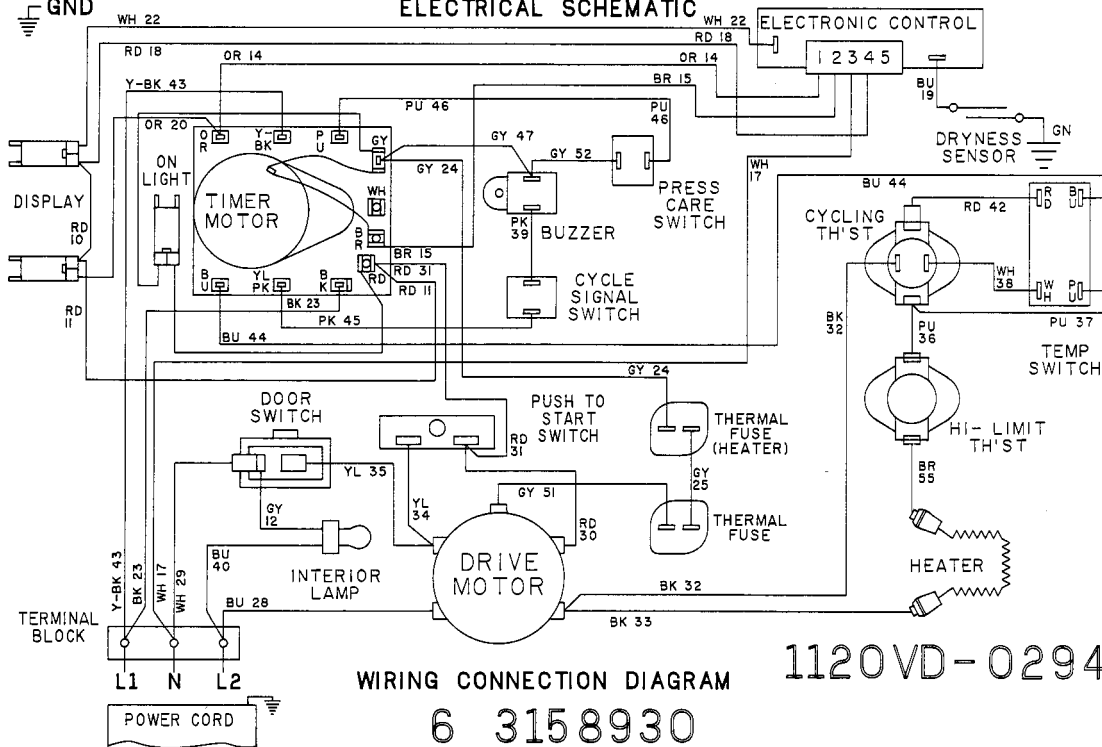 GND
ELECTRICAL SCHEMATIC
WH 22
WH 22
ELECTRONIC CONTROL
RD 18
RD 18
OR 14
OR 14
1 2 3 4 5
Y-BK 43
BR 15
BU 19
PU 46
PU 46
OR 20
OR
Y-BK
PU
GY
GY 47
GN
ON LIGHT
GY 24
GY 52
DRYNESS SENSOR
WH 17
DISPLAY
TIMER MOTOR
WH
PRESS CARE SWITCH
BU 44
RD 42
RD
BU
CYCLING TH'ST
RD 10
BR
BR 15
PK 39
BUZZER
RD
RD 31
BU
YL PK
BK
RD 11
CYCLE SIGNAL SWITCH
WH 38
WH
PU
RD 11
BK 23
PK 45
BK 32
PU 37
BU 44
PU 36
TEMP SWITCH
GY 24
DOOR SWITCH
PUSH TO START SWITCH
THERMAL FUSE (HEATER)
HI-LIMIT TH'ST
RD 31
YL 35
GY 25
BR 55
GY 51
GY 12
YL 34
RD 30
THERMAL FUSE
BU 40
DRIVE MOTOR
HEATER
INTERIOR LAMP
Y-BK 43
BK 23
WH 17
WH 29
BK 32
TERMINAL BLOCK
BU 28
BK 33
L1 N L2
WIRING CONNECTION DIAGRAM
1120VD-0294
POWER CORD
6 3158930